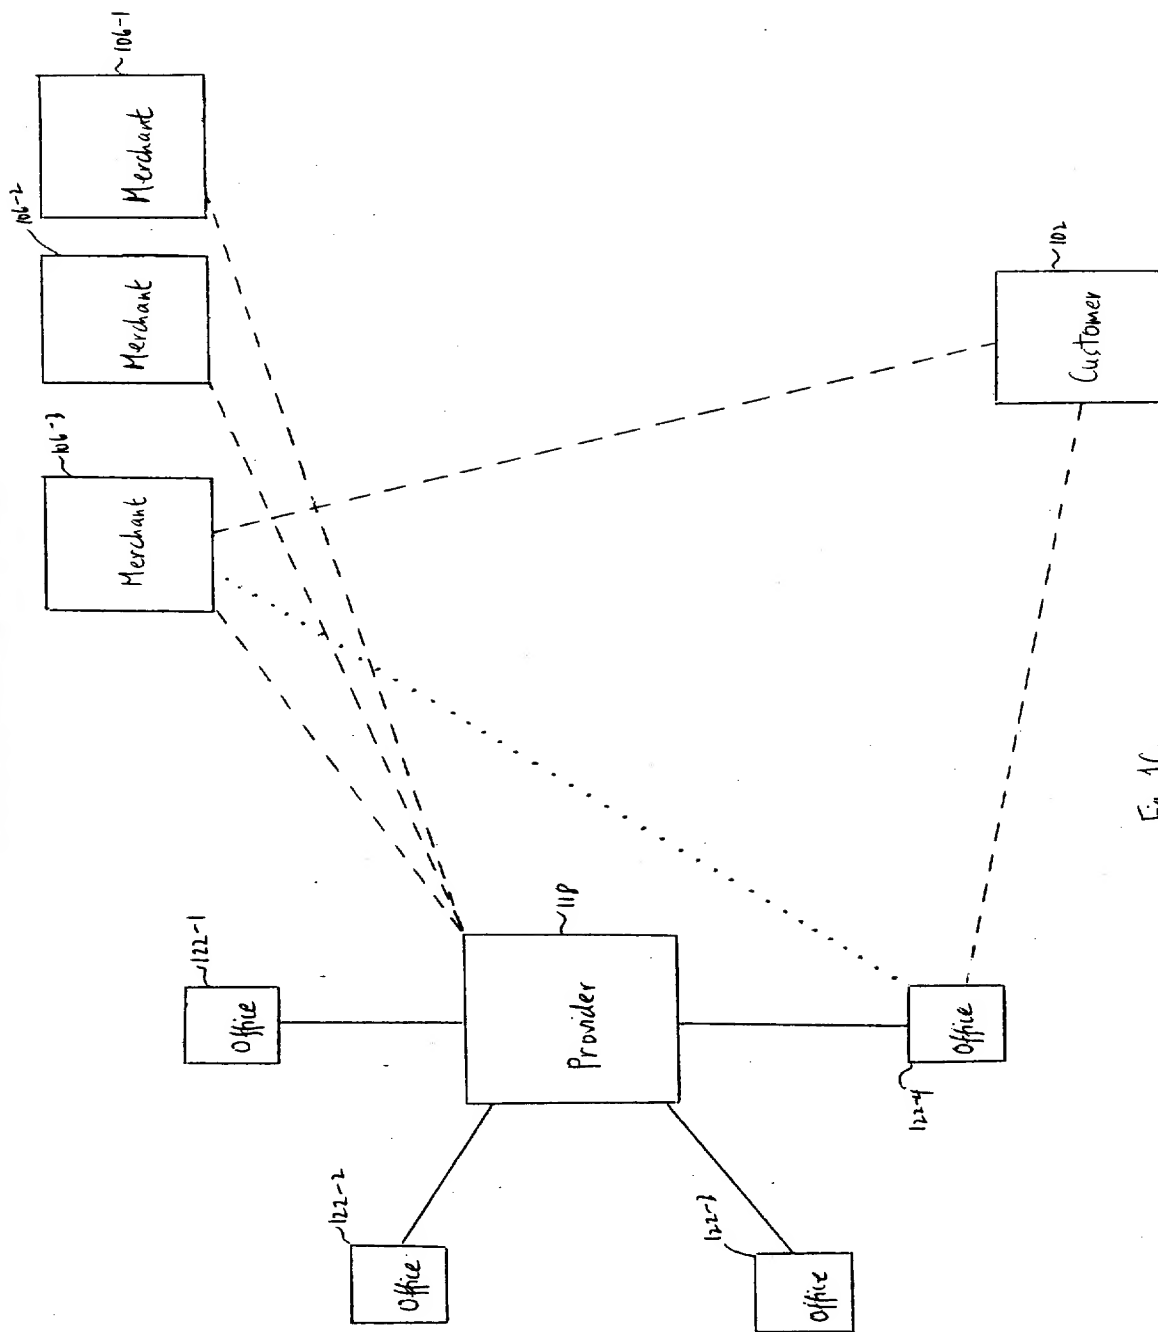 106-2
106-3
106-1
Merchant
Merchant
Merchant
122-1
Office
122-2
Office
118
Provider
122-3
Office
122-4
Office
102
Customer
Fig.